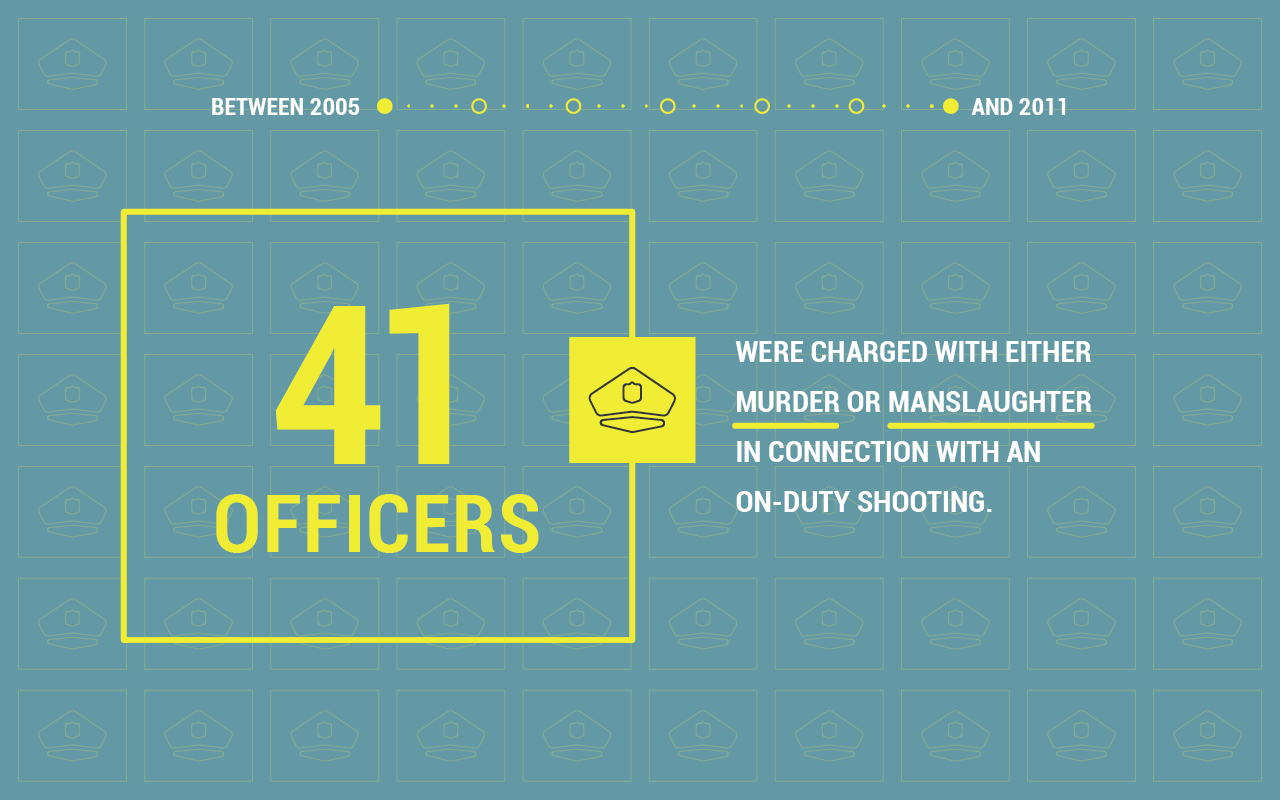 BETWEEN 2005 AND 2011
41
OFFICERS
WERE CHARGED WITH EITHER
MURDER OR MANSLAUGHTER
IN CONNECTION WITH AN
ON-DUTY SHOOTING.